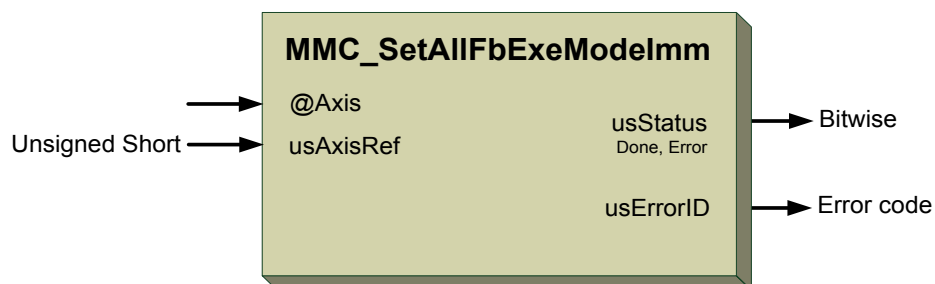 MMC_SetAllFbExeModeImm
@Axis
Unsigned Short
usAxisRef
usStatus
Done, Error
Bitwise
usErrorID
Error code